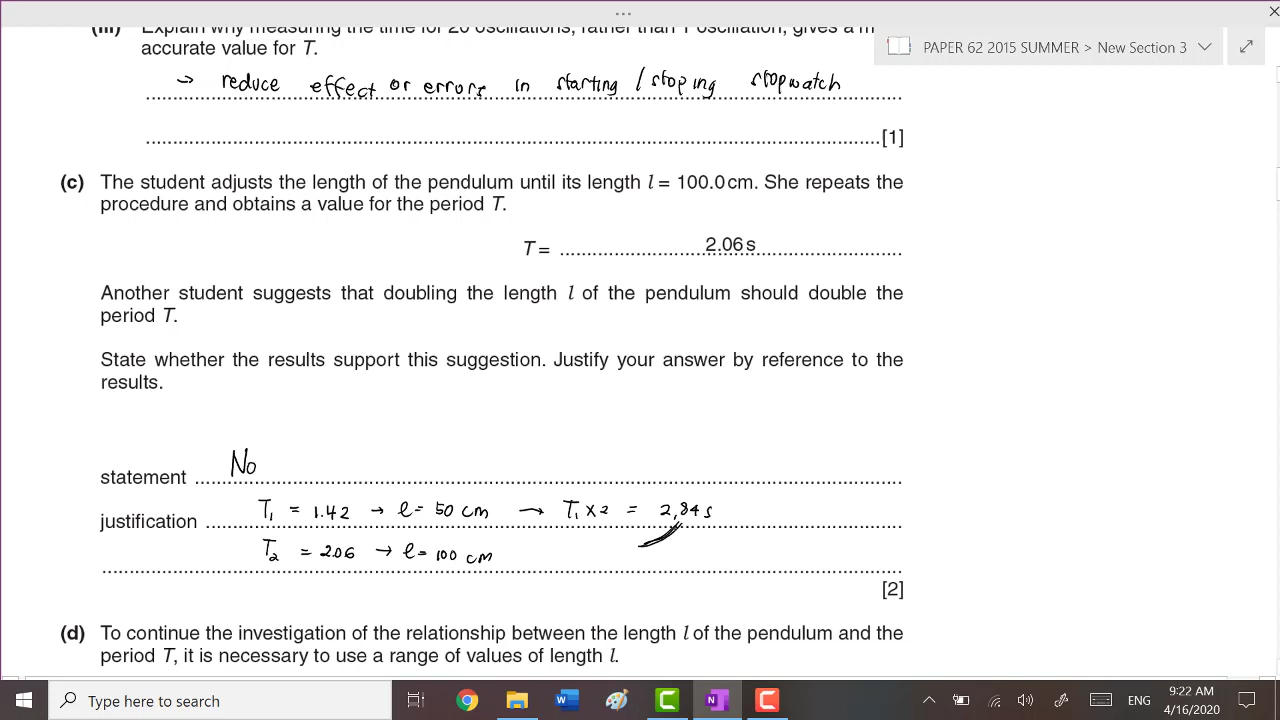 (iii) Explain why measuring the time for 20 oscillations, rather than 1 oscillation, gives a m
accurate value for T.
PAPER 62 2015 SUMMER > New Section 3
→ reduce effect or errors in starting / stoping stopwatch
[1]
(c) The student adjusts the length of the pendulum until its length l = 100.0 cm. She repeats the
procedure and obtains a value for the period T.
T = 2.06 s
Another student suggests that doubling the length l of the pendulum should double the
period T.
State whether the results support this suggestion. Justify your answer by reference to the
results.
statement No
justification T₁ = 1.42 → l = 50 cm → T₁ x 2 = 2,84 s
T₂ = 2.06 → l = 100 cm
[2]
(d) To continue the investigation of the relationship between the length l of the pendulum and the
period T, it is necessary to use a range of values of length l.
Type here to search
ENG
9:22 AM
4/16/2020